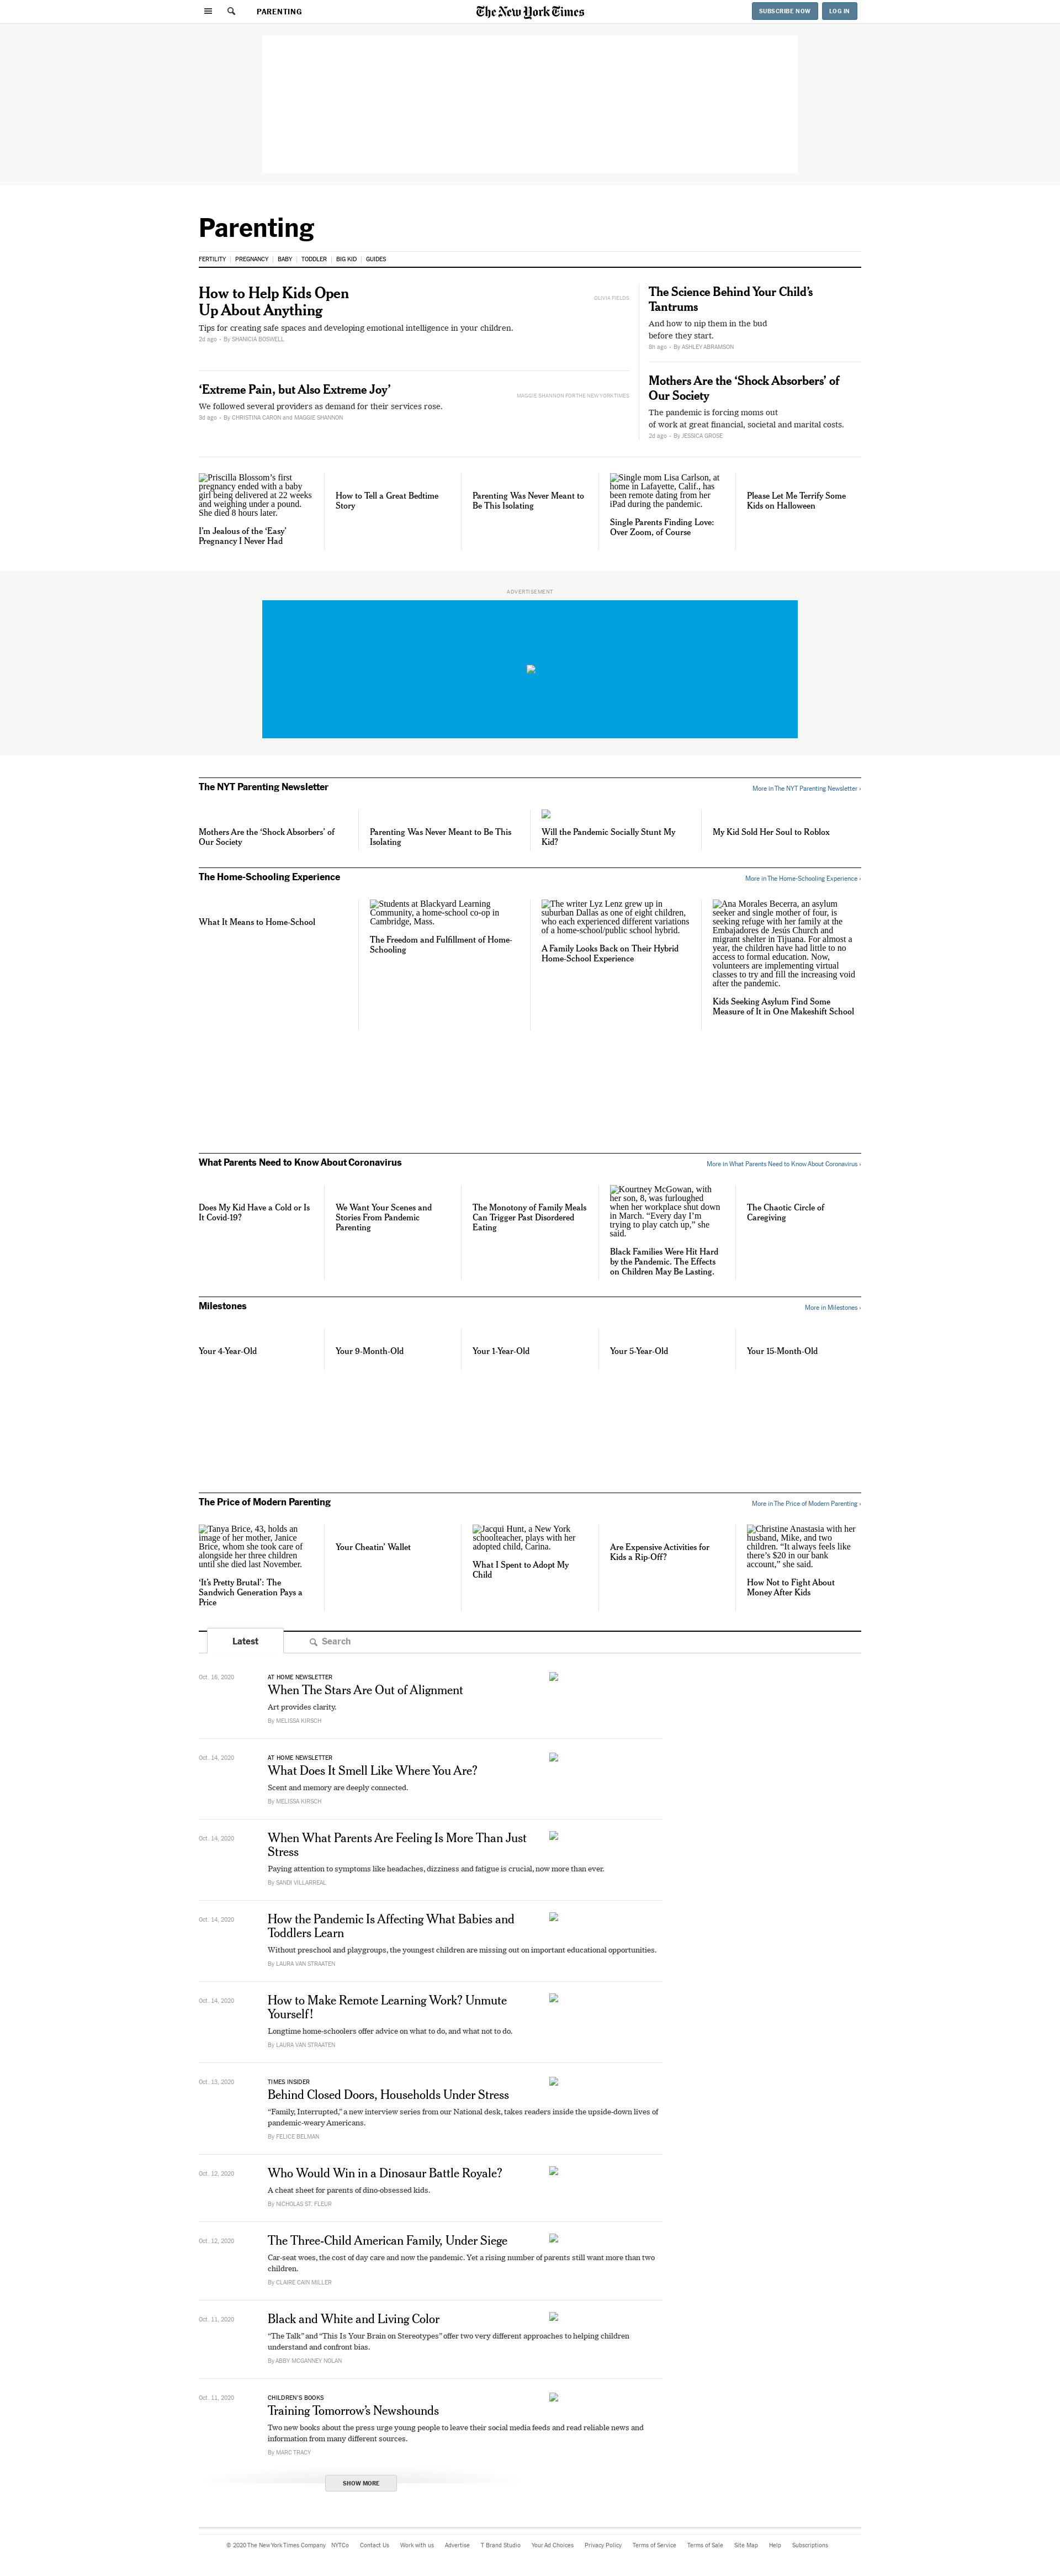 PARENTING
The New York Times
SUBSCRIBE NOW
LOG IN
Parenting
FERTILITY
PREGNANCY
BABY
TODDLER
BIG KID
GUIDES
How to Help Kids Open
Up About Anything
Tips for creating safe spaces and developing emotional intelligence in your children.
2d ago • By SHANICIA BOSWELL
OLIVIA FIELDS
‘Extreme Pain, but Also Extreme Joy’
We followed several providers as demand for their services rose.
3d ago • By CHRISTINA CARON and MAGGIE SHANNON
MAGGIE SHANNON FOR THE NEW YORK TIMES
The Science Behind Your Child’s
Tantrums
And how to nip them in the bud
before they start.
8h ago • By ASHLEY ABRAMSON
Mothers Are the ‘Shock Absorbers’ of
Our Society
The pandemic is forcing moms out
of work at great financial, societal and marital costs.
2d ago • By JESSICA GROSE
Priscilla Blossom’s first
pregnancy ended with a baby
girl being delivered at 22 weeks
and weighing under a pound.
She died 8 hours later.
I’m Jealous of the ‘Easy’
Pregnancy I Never Had
How to Tell a Great Bedtime
Story
Parenting Was Never Meant to
Be This Isolating
Single mom Lisa Carlson, at
home in Lafayette, Calif., has
been remote dating from her
iPad during the pandemic.
Single Parents Finding Love:
Over Zoom, of Course
Please Let Me Terrify Some
Kids on Halloween
ADVERTISEMENT
The NYT Parenting Newsletter
More in The NYT Parenting Newsletter ›
Mothers Are the ‘Shock Absorbers’ of
Our Society
Parenting Was Never Meant to Be This
Isolating
Will the Pandemic Socially Stunt My
Kid?
My Kid Sold Her Soul to Roblox
The Home-Schooling Experience
More in The Home-Schooling Experience ›
What It Means to Home-School
Students at Blackyard Learning
Community, a home-school co-op in
Cambridge, Mass.
The Freedom and Fulfillment of Home-
Schooling
The writer Lyz Lenz grew up in
suburban Dallas as one of eight children,
who each experienced different variations
of a home-school/public school hybrid.
A Family Looks Back on Their Hybrid
Home-School Experience
Ana Morales Becerra, an asylum
seeker and single mother of four, is
seeking refuge with her family at the
Embajadores de Jesús Church and
migrant shelter in Tijuana. For almost a
year, the children have had little to no
access to formal education. Now,
volunteers are implementing virtual
classes to try and fill the increasing void
after the pandemic.
Kids Seeking Asylum Find Some
Measure of It in One Makeshift School
What Parents Need to Know About Coronavirus
More in What Parents Need to Know About Coronavirus ›
Does My Kid Have a Cold or Is
It Covid-19?
We Want Your Scenes and
Stories From Pandemic
Parenting
The Monotony of Family Meals
Can Trigger Past Disordered
Eating
Kourtney McGowan, with
her son, 8, was furloughed
when her workplace shut down
in March. “Every day I’m
trying to play catch up,” she
said.
Black Families Were Hit Hard
by the Pandemic. The Effects
on Children May Be Lasting.
The Chaotic Circle of
Caregiving
Milestones
More in Milestones ›
Your 4-Year-Old
Your 9-Month-Old
Your 1-Year-Old
Your 5-Year-Old
Your 15-Month-Old
The Price of Modern Parenting
More in The Price of Modern Parenting ›
Tanya Brice, 43, holds an
image of her mother, Janice
Brice, whom she took care of
alongside her three children
until she died last November.
‘It’s Pretty Brutal’: The
Sandwich Generation Pays a
Price
Your Cheatin’ Wallet
Jacqui Hunt, a New York
schoolteacher, plays with her
adopted child, Carina.
What I Spent to Adopt My
Child
Are Expensive Activities for
Kids a Rip-Off?
Christine Anastasia with her
husband, Mike, and two
children. “It always feels like
there’s $20 in our bank
account,” she said.
How Not to Fight About
Money After Kids
Latest
Search
Oct. 16, 2020
AT HOME NEWSLETTER
When The Stars Are Out of Alignment
Art provides clarity.
By MELISSA KIRSCH
Oct. 14, 2020
AT HOME NEWSLETTER
What Does It Smell Like Where You Are?
Scent and memory are deeply connected.
By MELISSA KIRSCH
Oct. 14, 2020
When What Parents Are Feeling Is More Than Just
Stress
Paying attention to symptoms like headaches, dizziness and fatigue is crucial, now more than ever.
By SANDI VILLARREAL
Oct. 14, 2020
How the Pandemic Is Affecting What Babies and
Toddlers Learn
Without preschool and playgroups, the youngest children are missing out on important educational opportunities.
By LAURA VAN STRAATEN
Oct. 14, 2020
How to Make Remote Learning Work? Unmute
Yourself!
Longtime home-schoolers offer advice on what to do, and what not to do.
By LAURA VAN STRAATEN
Oct. 13, 2020
TIMES INSIDER
Behind Closed Doors, Households Under Stress
“Family, Interrupted,” a new interview series from our National desk, takes readers inside the upside-down lives of
pandemic-weary Americans.
By FELICE BELMAN
Oct. 12, 2020
Who Would Win in a Dinosaur Battle Royale?
A cheat sheet for parents of dino-obsessed kids.
By NICHOLAS ST. FLEUR
Oct. 12, 2020
The Three-Child American Family, Under Siege
Car-seat woes, the cost of day care and now the pandemic. Yet a rising number of parents still want more than two
children.
By CLAIRE CAIN MILLER
Oct. 11, 2020
Black and White and Living Color
“The Talk” and “This Is Your Brain on Stereotypes” offer two very different approaches to helping children
understand and confront bias.
By ABBY MCGANNEY NOLAN
Oct. 11, 2020
CHILDREN’S BOOKS
Training Tomorrow’s Newshounds
Two new books about the press urge young people to leave their social media feeds and read reliable news and
information from many different sources.
By MARC TRACY
SHOW MORE
© 2020 The New York Times Company NYTCo Contact Us Work with us Advertise T Brand Studio Your Ad Choices Privacy Policy Terms of Service Terms of Sale Site Map Help Subscriptions